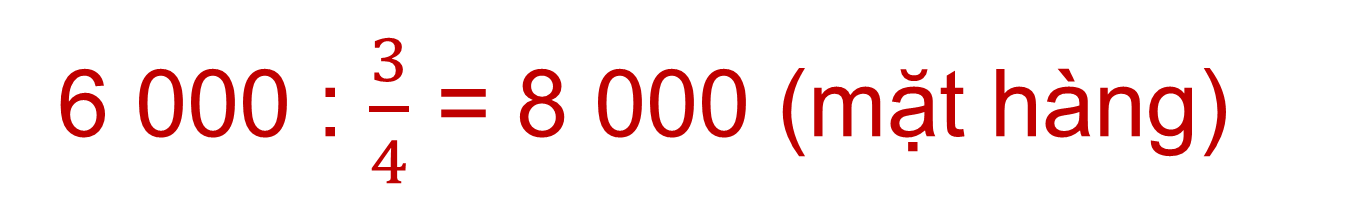 6 000 : 3/4 = 8 000 (mặt hàng)